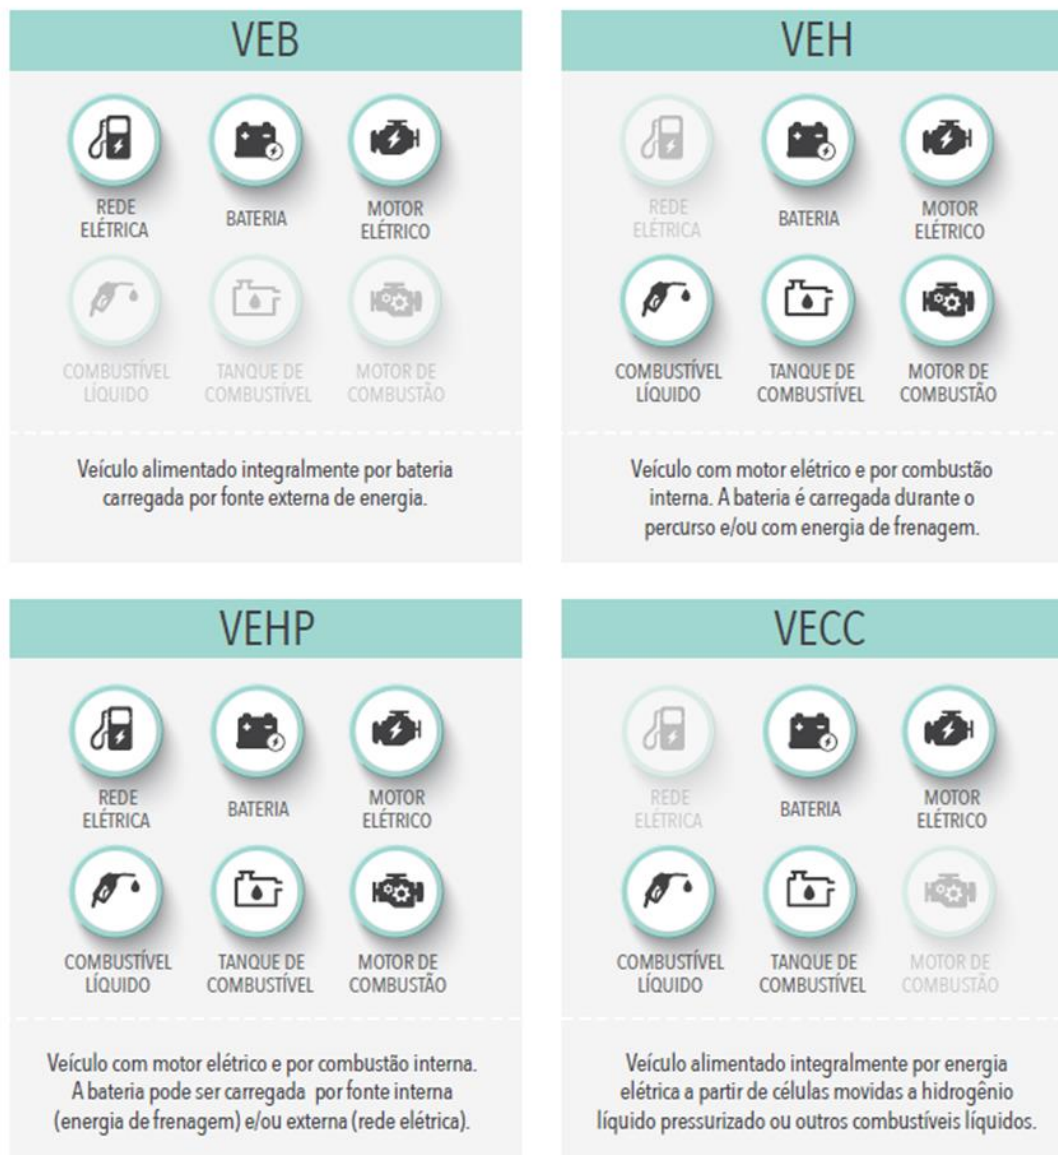 VEB
REDE
ELÉTRICA
BATERIA
MOTOR
ELÉTRICO
COMBUSTÍVEL
LÍQUIDO
TANQUE DE
COMBUSTÍVEL
MOTOR DE
COMBUSTÃO
Veículo alimentado integralmente por bateria
carregada por fonte externa de energia.
VEH
REDE
ELÉTRICA
BATERIA
MOTOR
ELÉTRICO
COMBUSTÍVEL
LÍQUIDO
TANQUE DE
COMBUSTÍVEL
MOTOR DE
COMBUSTÃO
Veículo com motor elétrico e por combustão
interna. A bateria é carregada durante o
percurso e/ou com energia de frenagem.
VEHP
REDE
ELÉTRICA
BATERIA
MOTOR
ELÉTRICO
COMBUSTÍVEL
LÍQUIDO
TANQUE DE
COMBUSTÍVEL
MOTOR DE
COMBUSTÃO
Veículo com motor elétrico e por combustão interna.
A bateria pode ser carregada por fonte interna
(energia de frenagem) e/ou externa (rede elétrica).
VECC
REDE
ELÉTRICA
BATERIA
MOTOR
ELÉTRICO
COMBUSTÍVEL
LÍQUIDO
TANQUE DE
COMBUSTÍVEL
MOTOR DE
COMBUSTÃO
Veículo alimentado integralmente por energia
elétrica a partir de células movidas a hidrogênio
líquido pressurizado ou outros combustíveis líquidos.